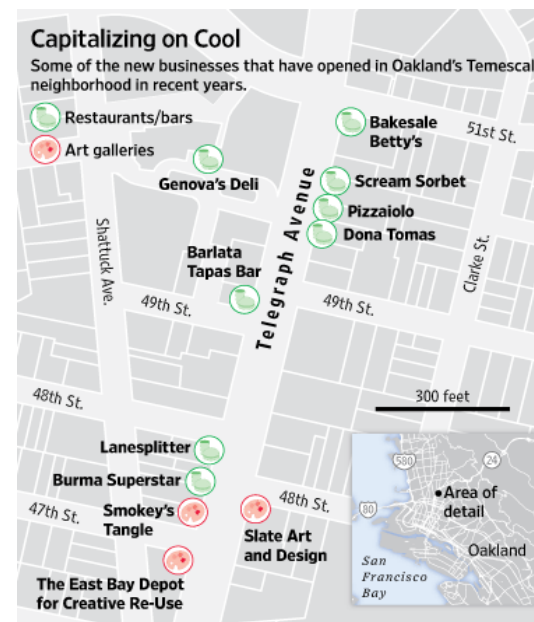 Capitalizing on Cool
Some of the new businesses that have opened in Oakland's Temescal
neighborhood in recent years.
Restaurants/bars
Art galleries
Bakesale
Betty's
51st St.
Genova's Deli
Scream Sorbet
Pizzaiolo
Dona Tomas
Telegraph Avenue
Shattuck Ave.
Clarke St.
Barlata
Tapas Bar
49th St.
49th St.
300 feet
48th St.
Lanesplitter
Burma Superstar
47th St.
Smokey's
Tangle
48th St.
Slate Art
and Design
The East Bay Depot
for Creative Re-Use
580
24
80
Area of
detail
Oakland
San
Francisco
Bay